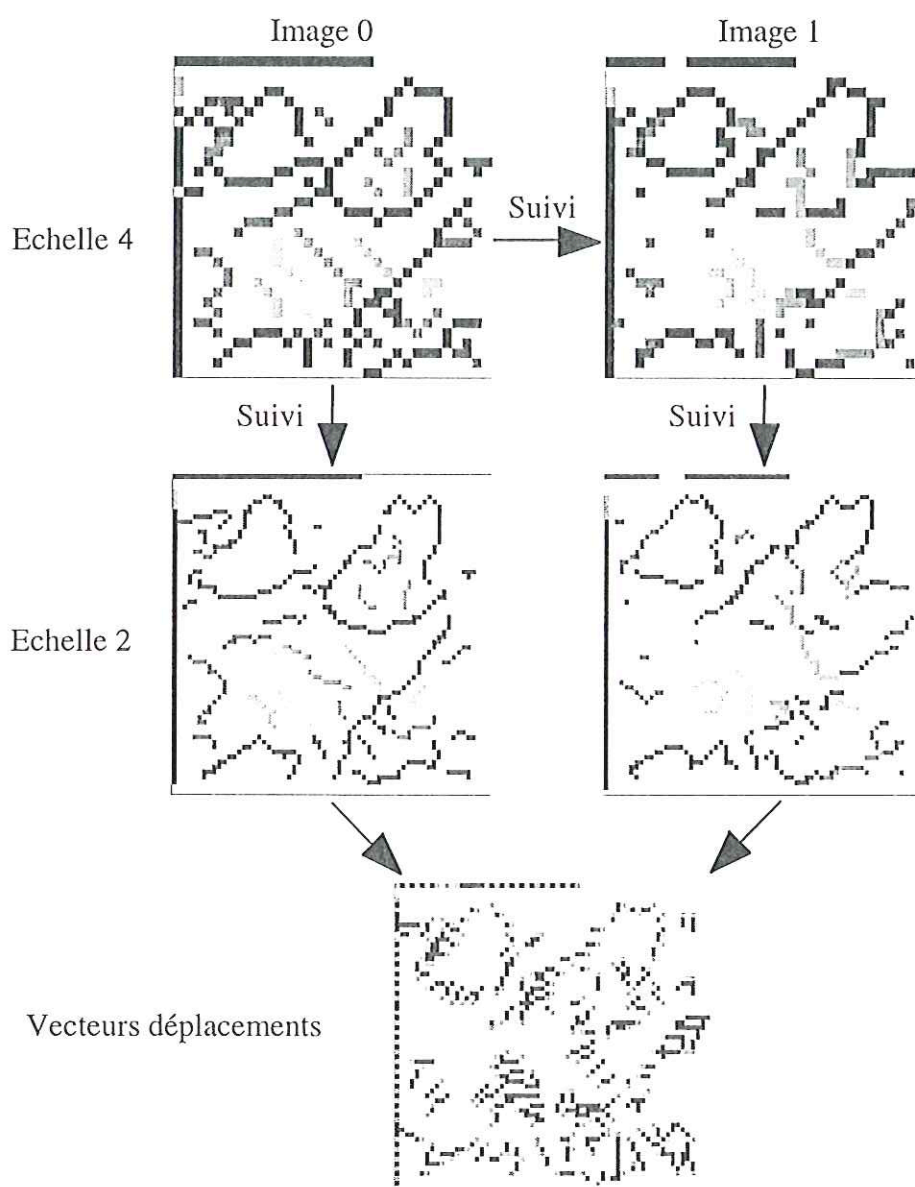 Image 0
Image 1
Suivi
Echelle 4
Suivi
Suivi
Echelle 2
Vecteurs déplacements